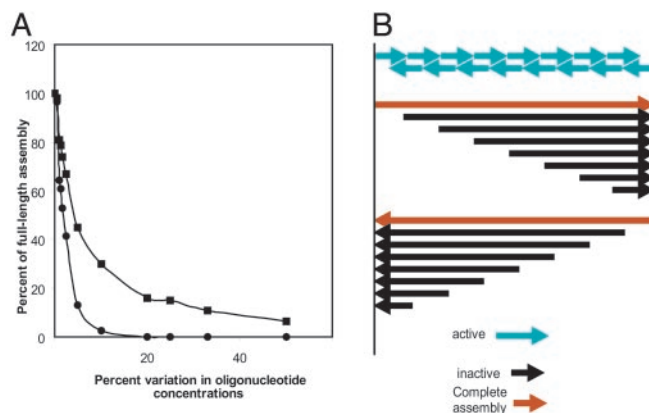 A
120
100
80
60
40
20
0
20
40
Percent of full-length assembly
Percent variation in oligonucleotide
concentrations
B
active
inactive
Complete
assembly